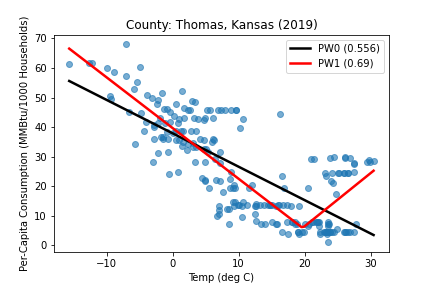 County: Thomas, Kansas (2019)
PW0 (0.556)
PW1 (0.69)
Per-Capita Consumption (MMBtu/1000 Households)
70
60
50
40
30
20
10
0
−10 0 10 20 30
Temp (deg C)